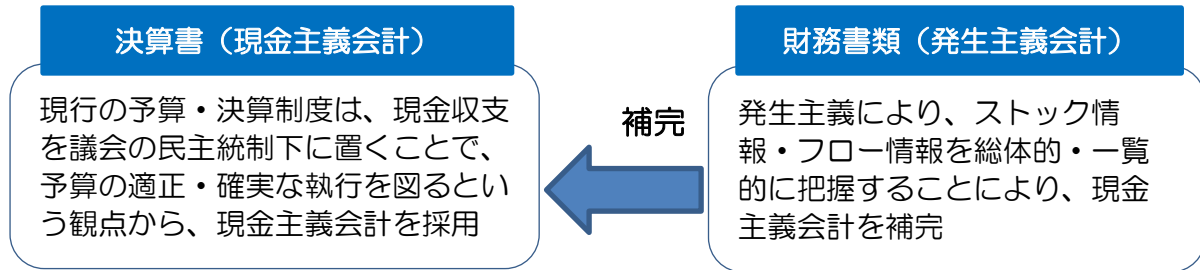 決算書（現金主義会計）
現行の予算・決算制度は、現金収支
を議会の民主統制下に置くことで、
予算の適正・確実な執行を図るとい
う観点から、現金主義会計を採用
補完
財務書類（発生主義会計）
発生主義により、ストック情
報・フロー情報を総体的・一覧
的に把握することにより、現金
主義会計を補完